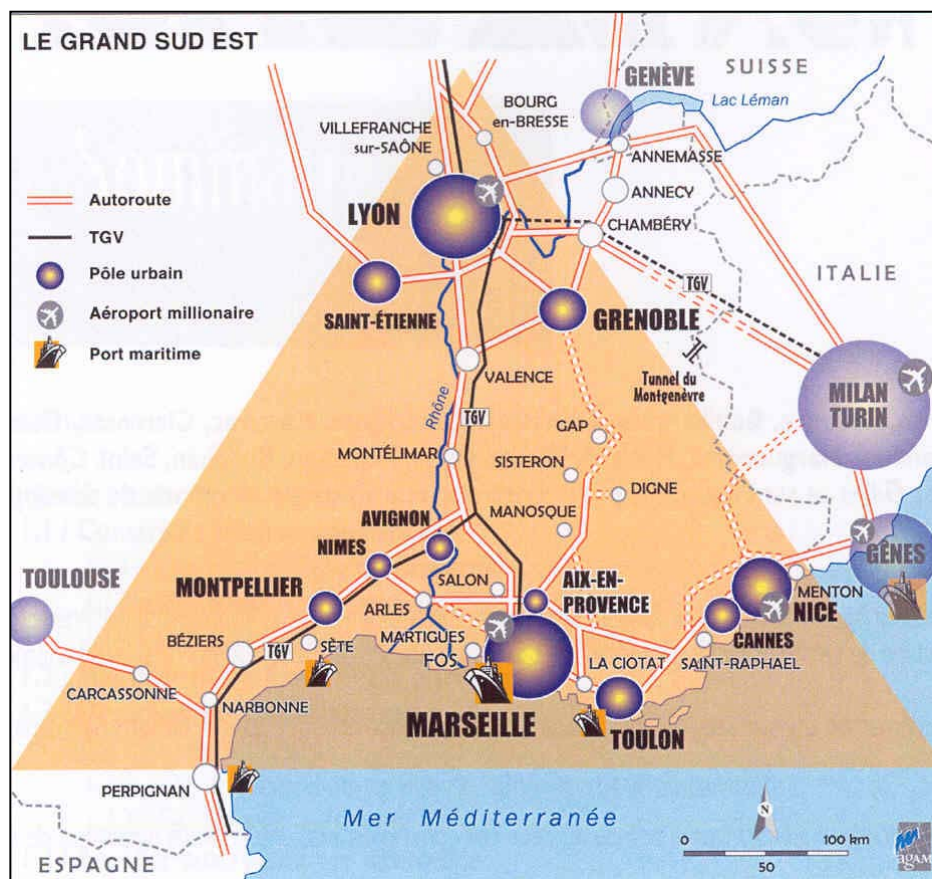 LE GRAND SUD EST
Autoroute
TGV
Pôle urbain
Aéroport millionaire
Port maritime
SUISSE
GENÈVE
Lac Léman
BOURG
en-BRESSE
VILLEFRANCHE
sur-SAÔNE
ANNEMASSE
ANNECY
LYON
CHAMBÉRY
ITALIE
TGV
SAINT-ÉTIENNE
GRENOBLE
Tunnel du
Montgenèvre
MILAN
TURIN
VALENCE
Rhône
TGV
GAP
MONTÉLIMAR
SISTERON
DIGNE
MANOSQUE
AVIGNON
NIMES
GÊNES
TOULOUSE
MONTPELLIER
SALON
AIX-EN-
PROVENCE
MENTON
NICE
ARLES
MARTIGUES
CANNES
BÉZIERS
TGV
SÈTE
FOS
LA CIOTAT
SAINT-RAPHAEL
CARCASSONNE
NARBONNE
MARSEILLE
TOULON
PERPIGNAN
Mer Méditerranée
N
0
50
100 km
agAM
ESPAGNE